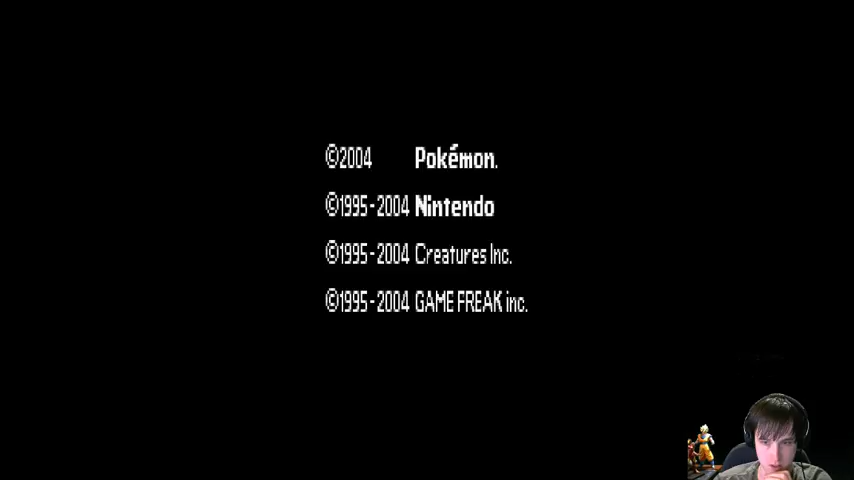 ©2004 Pokémon.
©1995-2004 Nintendo
©1995-2004 Creatures Inc.
©1995-2004 GAME FREAK inc.